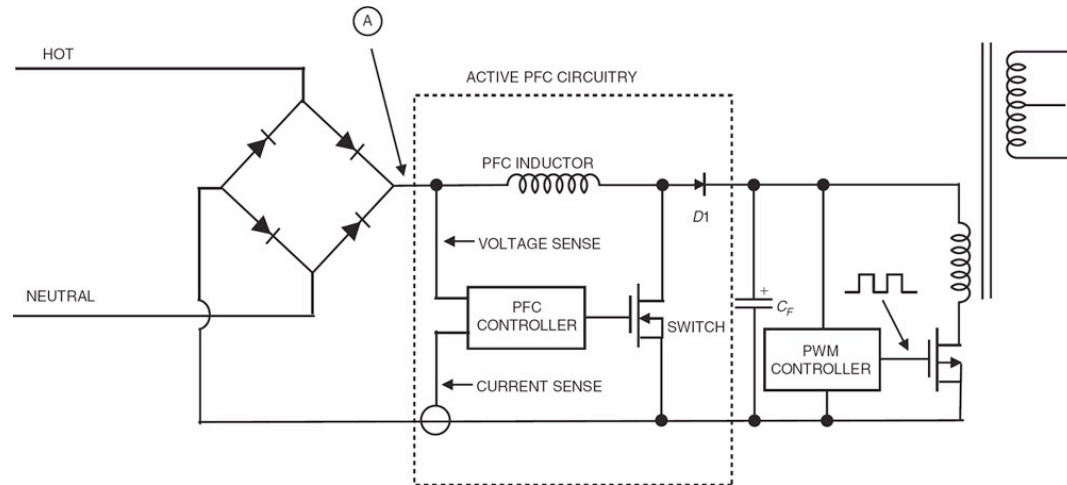 A
HOT
ACTIVE PFC CIRCUITRY
PFC INDUCTOR
D1
VOLTAGE SENSE
NEUTRAL
PFC
CONTROLLER
SWITCH
+
CF
PWM
CONTROLLER
CURRENT SENSE